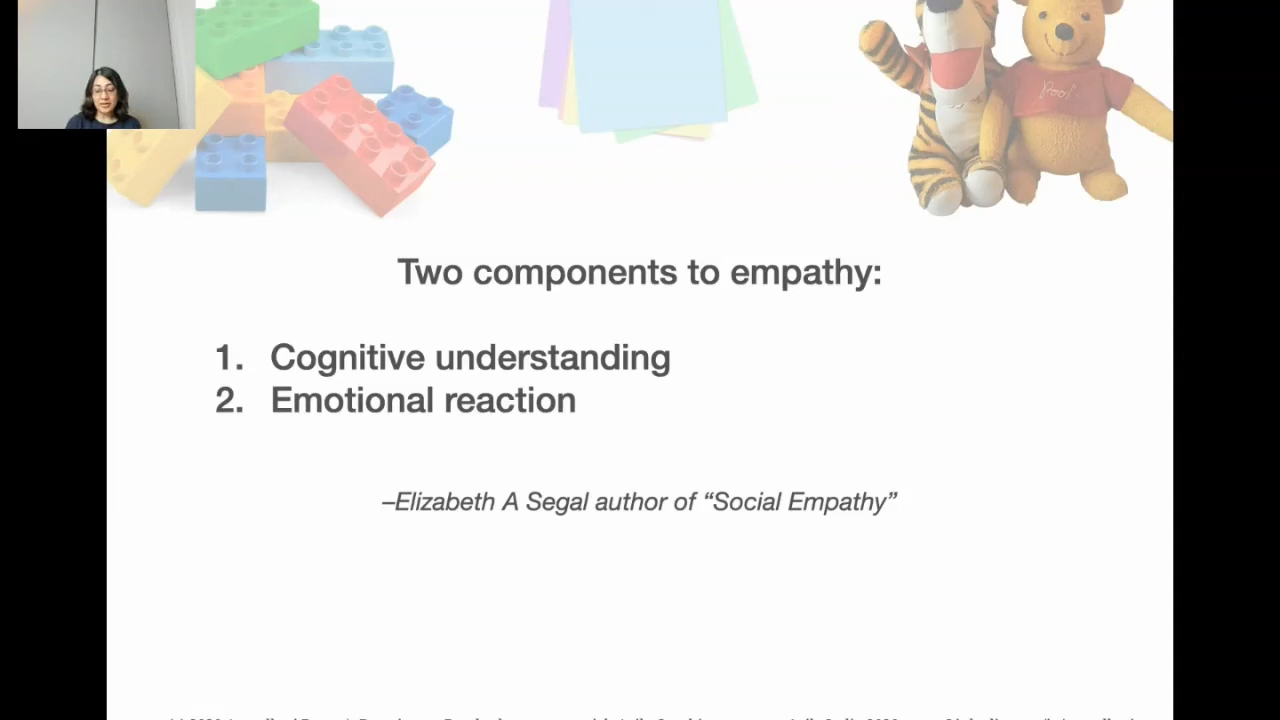 Two components to empathy:
1. Cognitive understanding
2. Emotional reaction
–Elizabeth A Segal author of “Social Empathy”